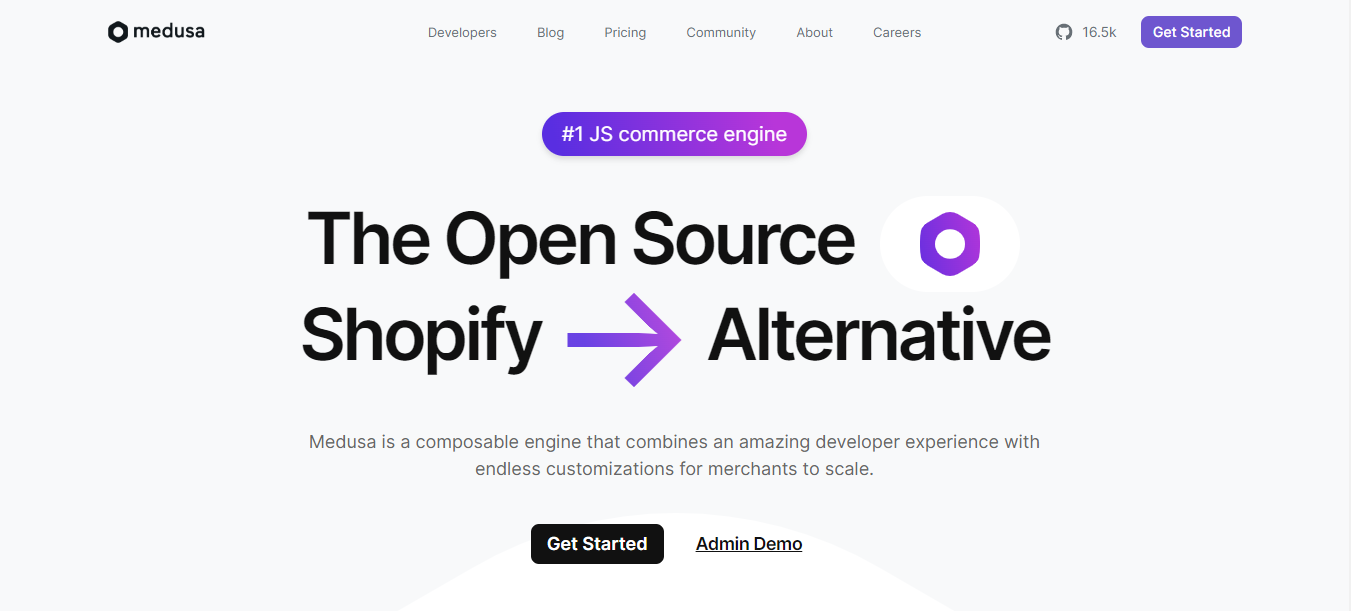 medusa
Developers Blog Pricing Community About Careers
16.5k
Get Started
#1 JS commerce engine
The Open Source
Shopify Alternative
Medusa is a composable engine that combines an amazing developer experience with
endless customizations for merchants to scale.
Get Started Admin Demo